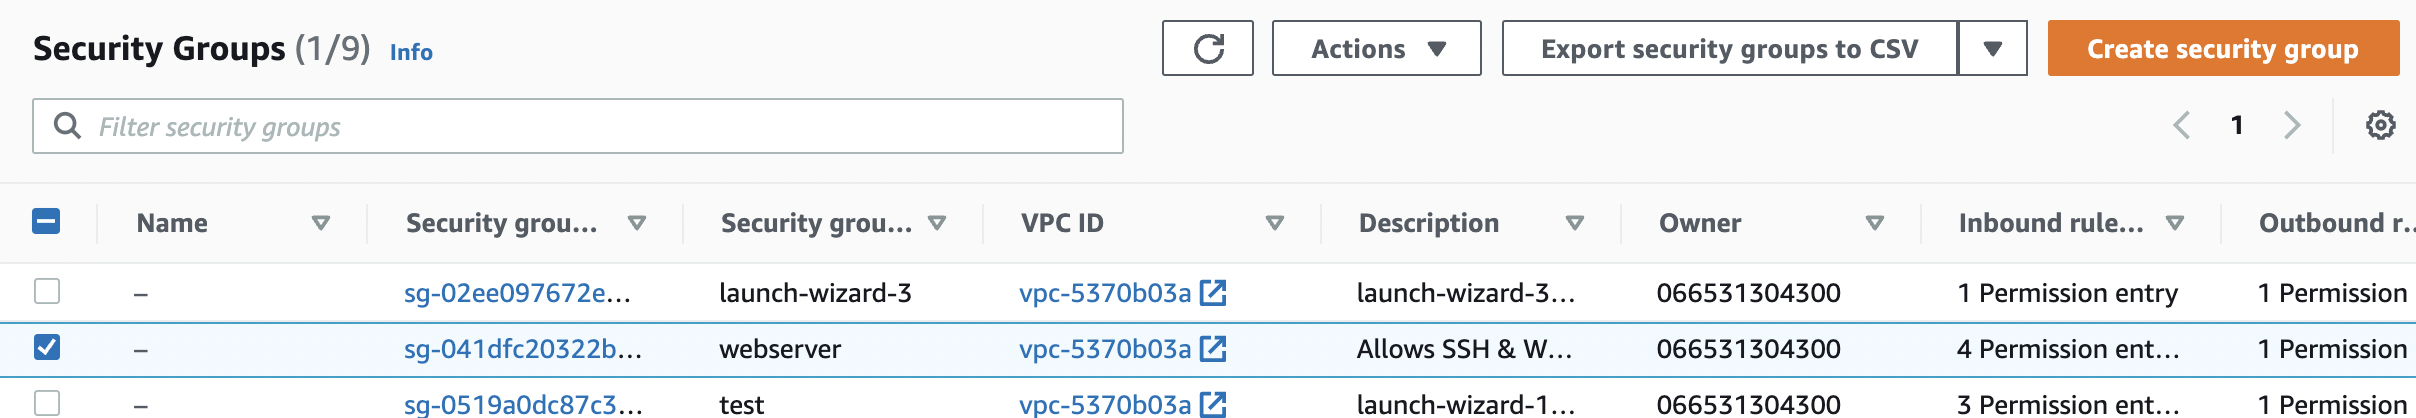 Security Groups (1/9) Info Actions Export security groups to CSV Create security group
Filter security groups 1
Name Security grou... Security grou... VPC ID Description Owner Inbound rule... Outbound r...
– sg-02ee097672e... launch-wizard-3 vpc-5370b03a launch-wizard-3... 066531304300 1 Permission entry 1 Permission
– sg-041dfc20322b... webserver vpc-5370b03a Allows SSH & W... 066531304300 4 Permission ent... 1 Permission
– sg-0519a0dc87c3... test vpc-5370b03a launch-wizard-1... 066531304300 3 Permission ent... 1 Permission